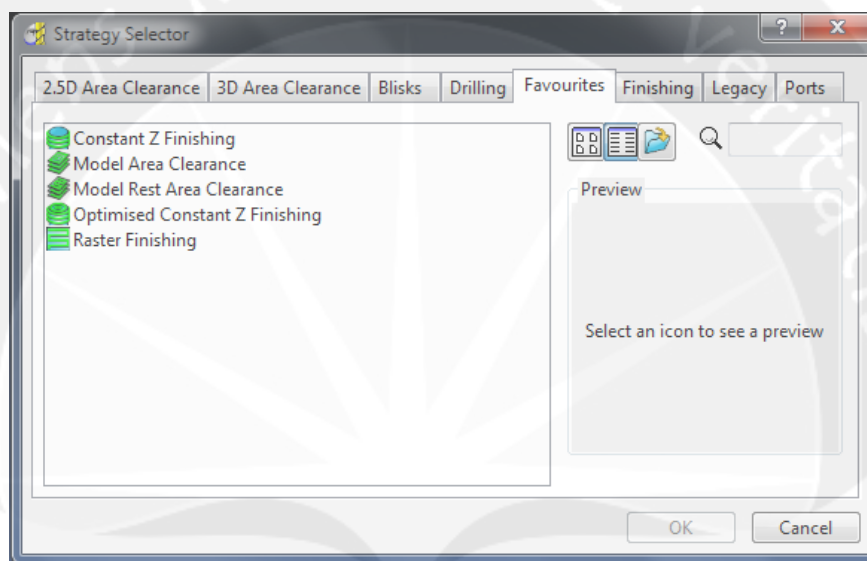 Strategy Selector
2.5D Area Clearance 3D Area Clearance Blisks Drilling Favourites Finishing Legacy Ports
Constant Z Finishing
Model Area Clearance
Model Rest Area Clearance
Optimised Constant Z Finishing
Raster Finishing
Preview
Select an icon to see a preview
OK Cancel